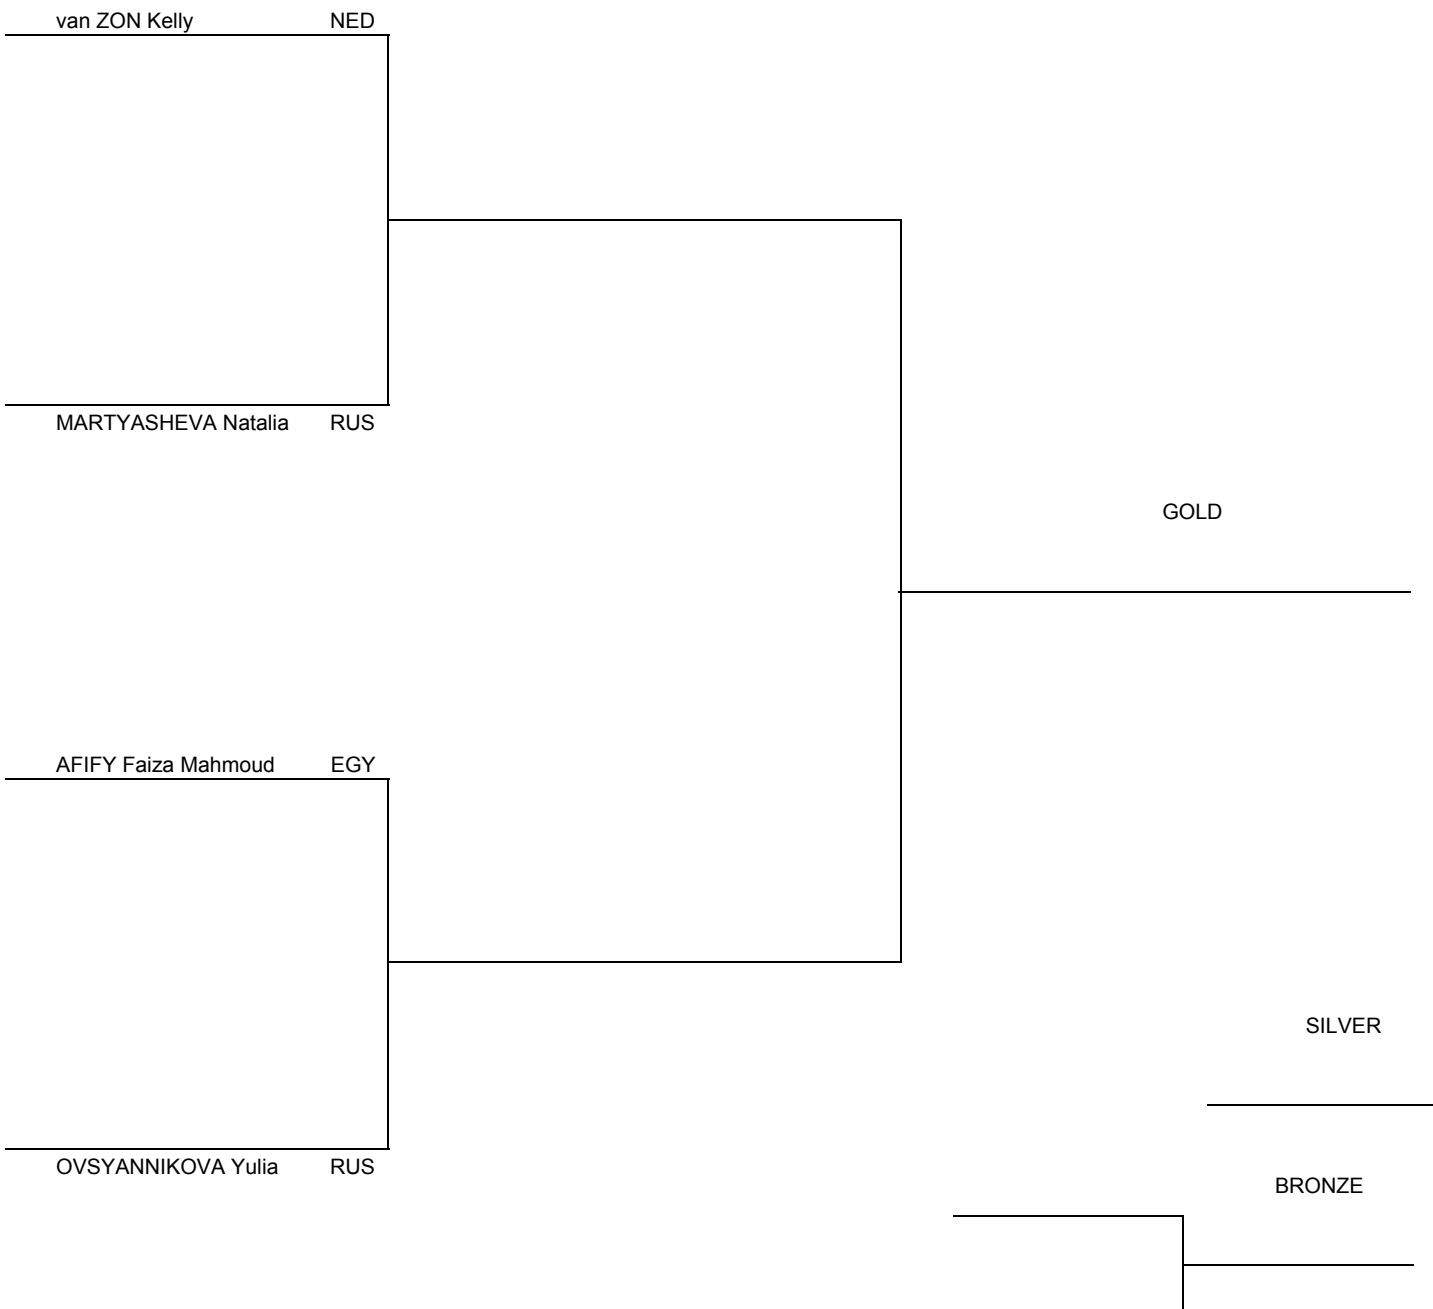 van ZON Kelly NED
MARTYASHEVA Natalia RUS
GOLD
AFIFY Faiza Mahmoud EGY
SILVER
OVSYANNIKOVA Yulia RUS
BRONZE